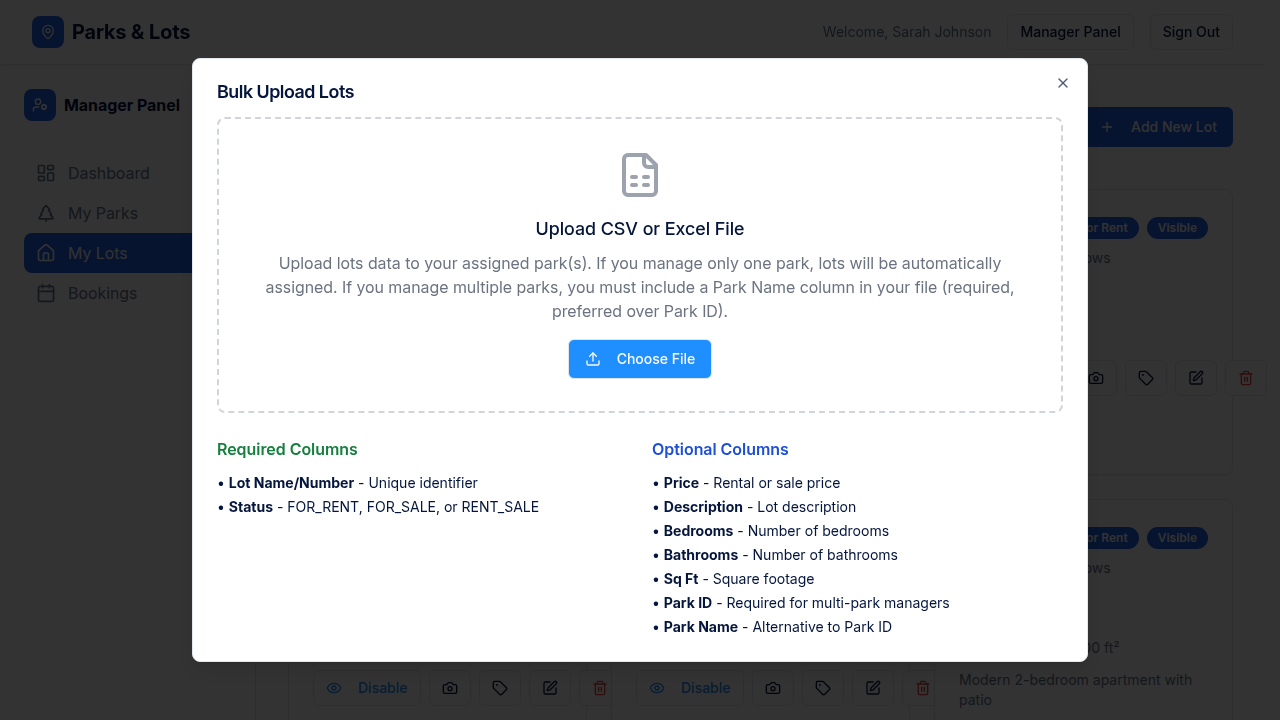 Parks & Lots
Welcome, Sarah Johnson
Manager Panel
Sign Out
Manager Panel
Dashboard
My Parks
My Lots
Bookings
Add New Lot
Bulk Upload Lots
Upload CSV or Excel File
Upload lots data to your assigned park(s). If you manage only one park, lots will be automatically
assigned. If you manage multiple parks, you must include a Park Name column in your file (required,
preferred over Park ID).
Choose File
Required Columns
• Lot Name/Number - Unique identifier
• Status - FOR_RENT, FOR_SALE, or RENT_SALE
Optional Columns
• Price - Rental or sale price
• Description - Lot description
• Bedrooms - Number of bedrooms
• Bathrooms - Number of bathrooms
• Sq Ft - Square footage
• Park ID - Required for multi-park managers
• Park Name - Alternative to Park ID
Rent
Visible
Rent
Visible
ft²
Modern 2-bedroom apartment with
patio
Disable
Disable